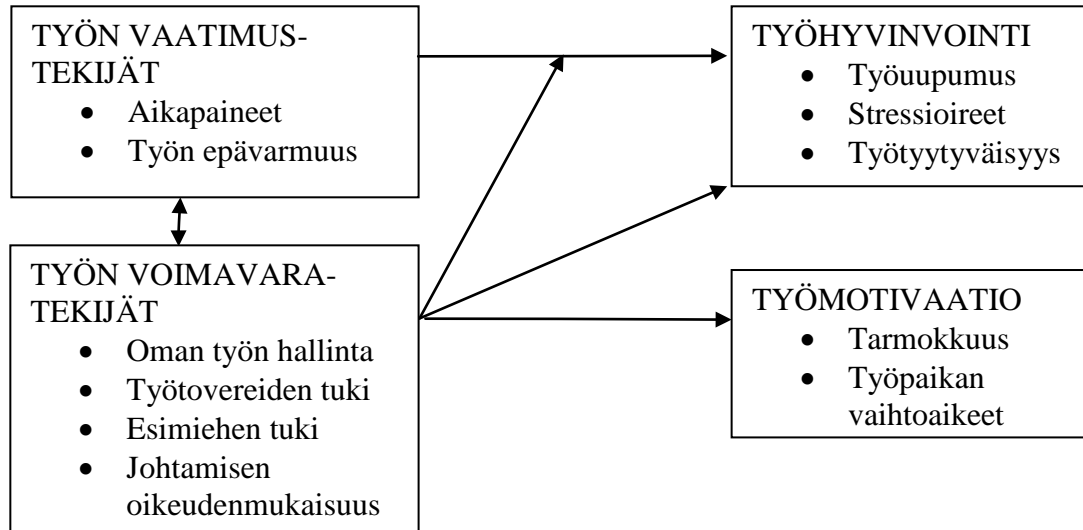 TYÖN VAATIMUS-
TEKIJÄT
• Aikapaineet
• Työn epävarmuus
TYÖN VOIMAVARA-
TEKIJÄT
• Oman työn hallinta
• Työtovereiden tuki
• Esimiehen tuki
• Johtamisen
oikeudenmukaisuus
TYÖHYVINVOINTI
• Työuupumus
• Stressioireet
• Työtyytyväisyys
TYÖMOTIVAATIO
• Tarmokkuus
• Työpaikan
vaihtoaikeet